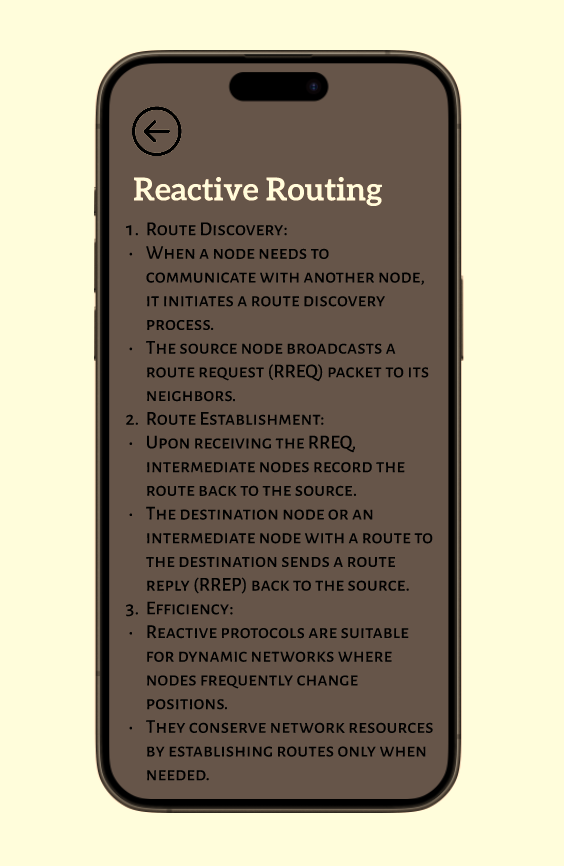 Reactive Routing
1. Route Discovery:
· When a node needs to
communicate with another node,
it initiates a route discovery
process.
· The source node broadcasts a
route request (RREQ) packet to its
neighbors.
2. Route Establishment:
· Upon receiving the RREQ,
intermediate nodes record the
route back to the source.
· The destination node or an
intermediate node with a route to
the destination sends a route
reply (RREP) back to the source.
3. Efficiency:
· Reactive protocols are suitable
for dynamic networks where
nodes frequently change
positions.
· They conserve network resources
by establishing routes only when
needed.